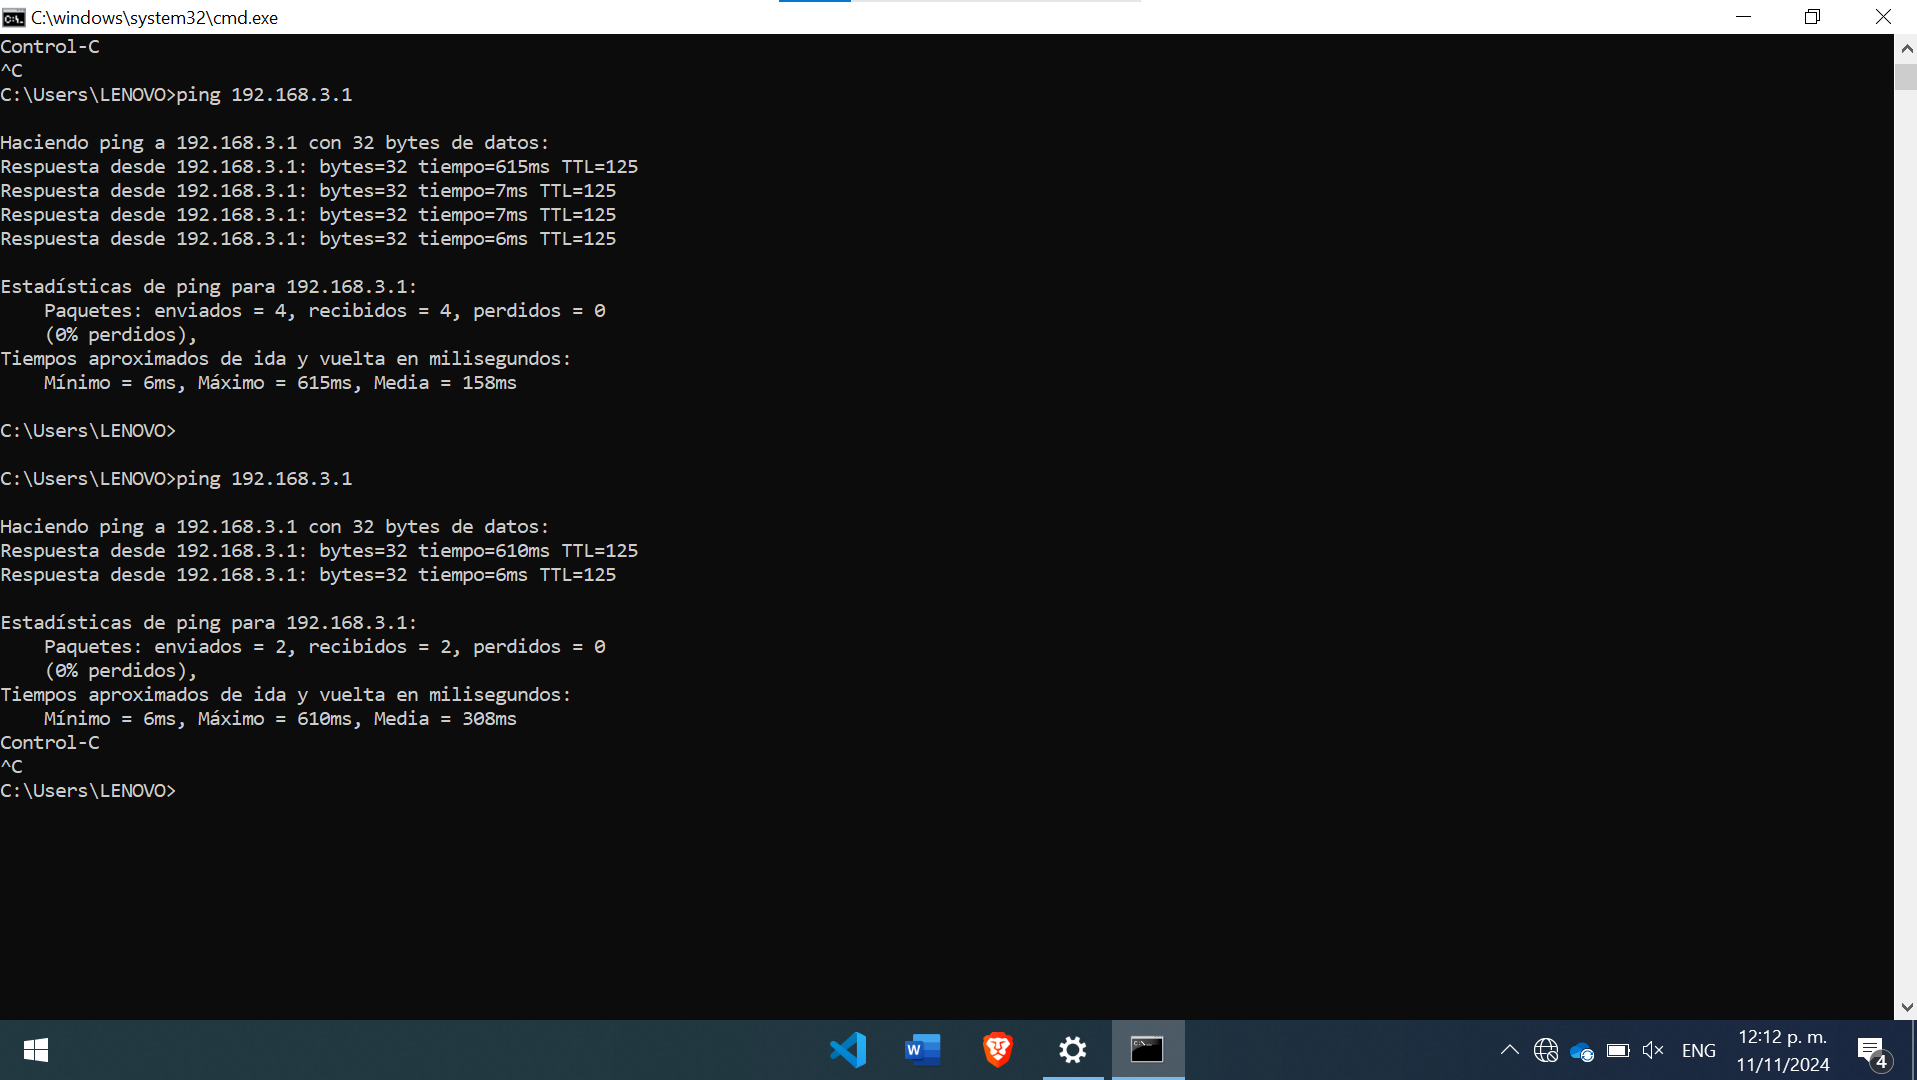 C:\windows\system32\cmd.exe
Control-C
^C
C:\Users\LENOVO>ping 192.168.3.1
Haciendo ping a 192.168.3.1 con 32 bytes de datos:
Respuesta desde 192.168.3.1: bytes=32 tiempo=615ms TTL=125
Respuesta desde 192.168.3.1: bytes=32 tiempo=7ms TTL=125
Respuesta desde 192.168.3.1: bytes=32 tiempo=7ms TTL=125
Respuesta desde 192.168.3.1: bytes=32 tiempo=6ms TTL=125
Estadísticas de ping para 192.168.3.1:
Paquetes: enviados = 4, recibidos = 4, perdidos = 0
(0% perdidos),
Tiempos aproximados de ida y vuelta en milisegundos:
Mínimo = 6ms, Máximo = 615ms, Media = 158ms
C:\Users\LENOVO>
C:\Users\LENOVO>ping 192.168.3.1
Haciendo ping a 192.168.3.1 con 32 bytes de datos:
Respuesta desde 192.168.3.1: bytes=32 tiempo=610ms TTL=125
Respuesta desde 192.168.3.1: bytes=32 tiempo=6ms TTL=125
Estadísticas de ping para 192.168.3.1:
Paquetes: enviados = 2, recibidos = 2, perdidos = 0
(0% perdidos),
Tiempos aproximados de ida y vuelta en milisegundos:
Mínimo = 6ms, Máximo = 610ms, Media = 308ms
Control-C
^C
C:\Users\LENOVO>
ENG
12:12 p. m.
11/11/2024
4